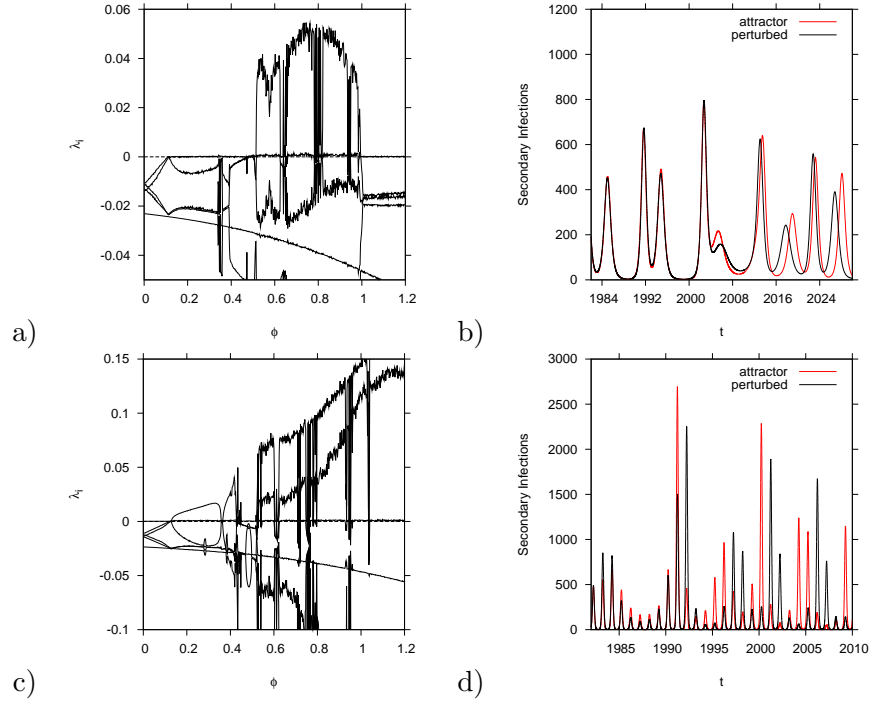 0.06
0.04
0.02
0
-0.02
-0.04
λi
0 0.2 0.4 0.6 0.8 1 1.2
ϕ
a)
1200
1000
800
600
400
200
0
Secondary Infections
attractor
perturbed
1984 1992 2000 2008 2016 2024
t
b)
0.15
0.1
0.05
0
-0.05
-0.1
λi
0 0.2 0.4 0.6 0.8 1 1.2
ϕ
c)
3000
2500
2000
1500
1000
500
0
Secondary Infections
attractor
perturbed
1985 1990 1995 2000 2005 2010
t
d)